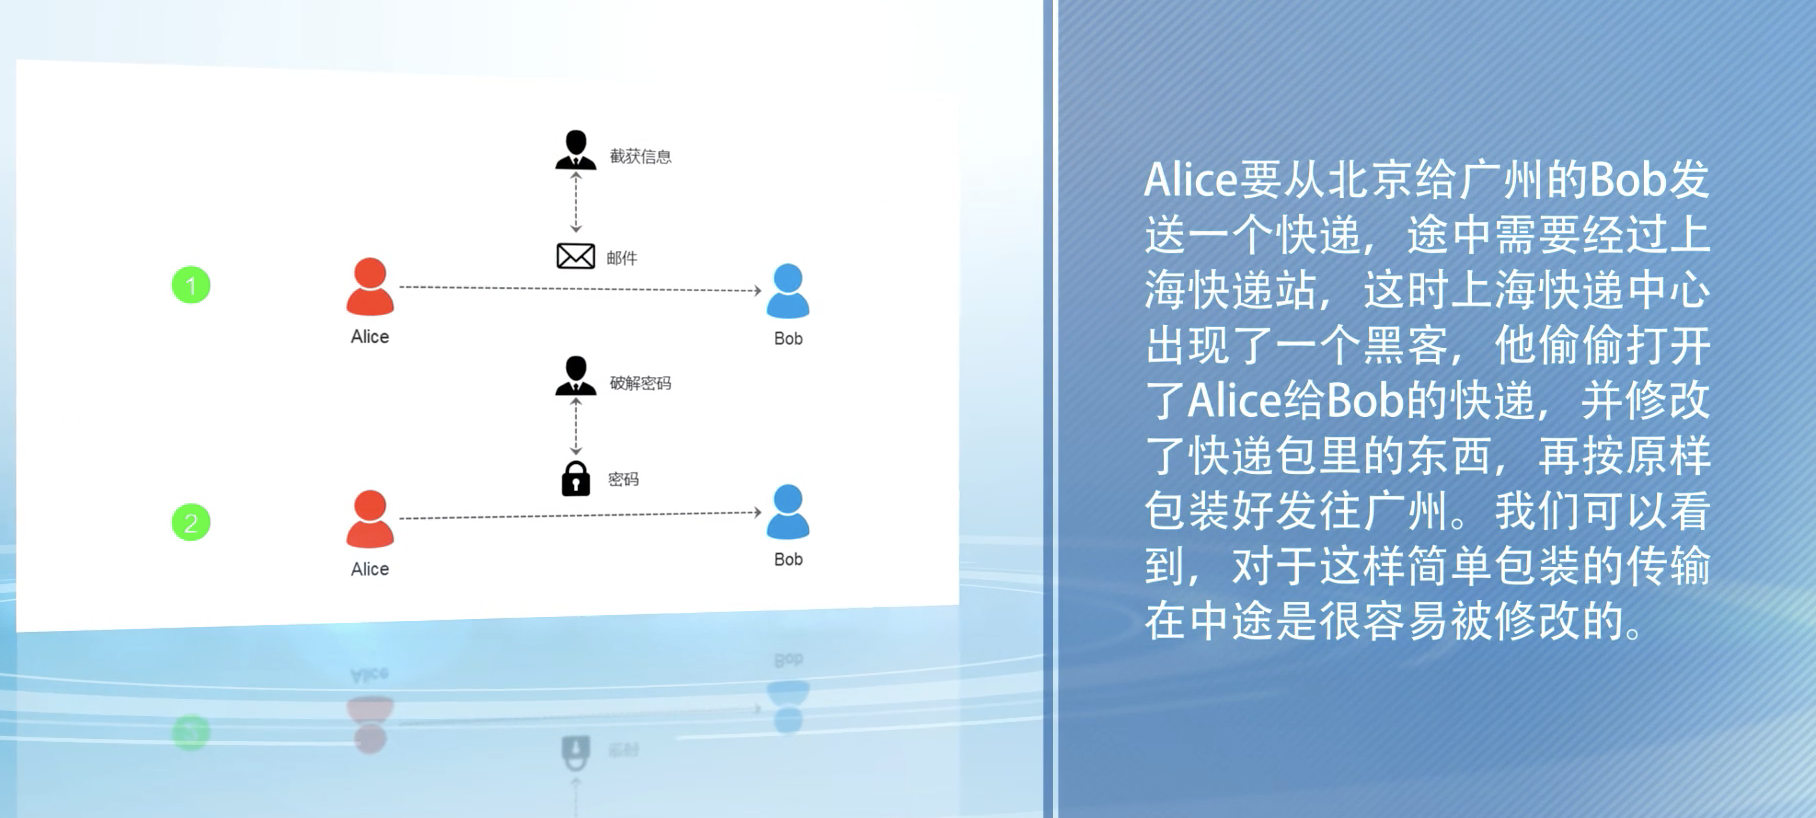 截获信息
邮件
1
Alice
Bob
破解密码
密码
2
Alice
Bob
Alice要从北京给广州的Bob发
送一个快递，途中需要经过上
海快递站，这时上海快递中心
出现了一个黑客，他偷偷打开
了Alice给Bob的快递，并修改
了快递包里的东西，再按原样
包装好发往广州。我们可以看
到，对于这样简单包装的传输
在中途是很容易被修改的。